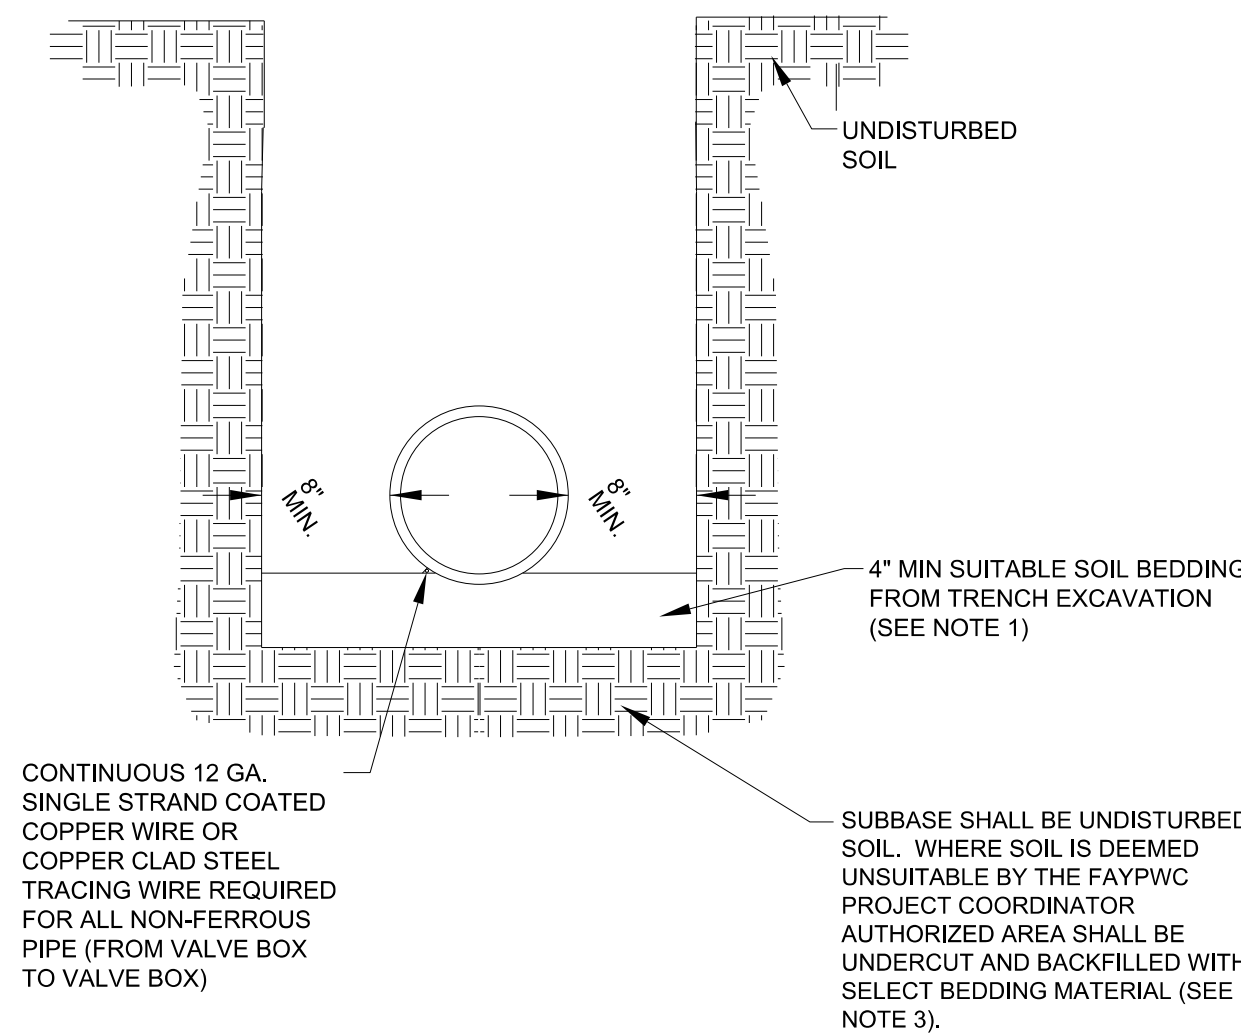 UNDISTURBED
SOIL
8"
MIN.
8"
MIN.
4" MIN SUITABLE SOIL BEDDING
FROM TRENCH EXCAVATION
(SEE NOTE 1)
CONTINUOUS 12 GA.
SINGLE STRAND COATED
COPPER WIRE OR
COPPER CLAD STEEL
TRACING WIRE REQUIRED
FOR ALL NON-FERROUS
PIPE (FROM VALVE BOX
TO VALVE BOX)
SUBBASE SHALL BE UNDISTURBED
SOIL. WHERE SOIL IS DEEMED
UNSUITABLE BY THE FAYPWC
PROJECT COORDINATOR
AUTHORIZED AREA SHALL BE
UNDERCUT AND BACKFILLED WITH
SELECT BEDDING MATERIAL (SEE
NOTE 3).